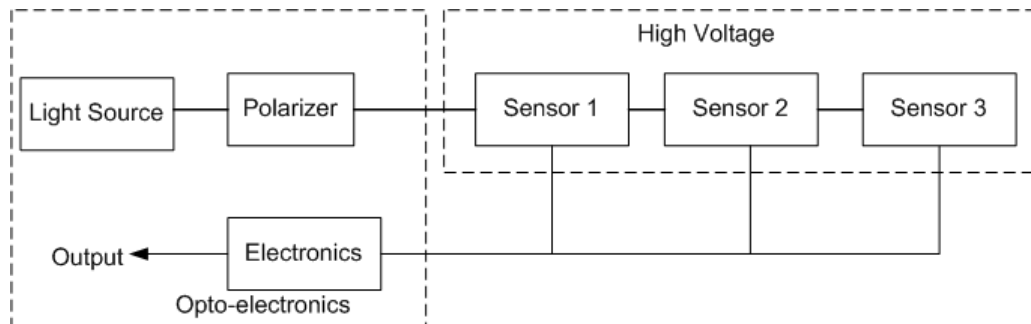 High Voltage
Light Source
Polarizer
Sensor 1
Sensor 2
Sensor 3
Output
Electronics
Opto-electronics